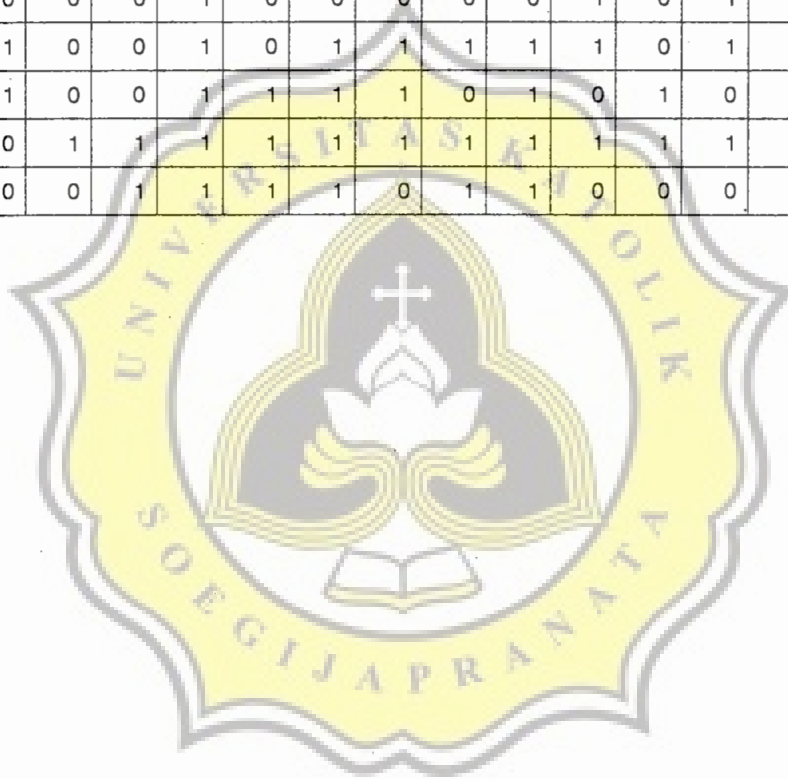 1 0 0 1 0 1 1 1 1 1 0 1
1 0 0 1 1 1 1 0 1 0 1 0
0 1 1 1 1 1 1 1 1 1 1 1
0 0 1 1 1 1 0 1 1 0 0 0
UNIVERSITAS KATOLIK
SOEGIJAPRANATA